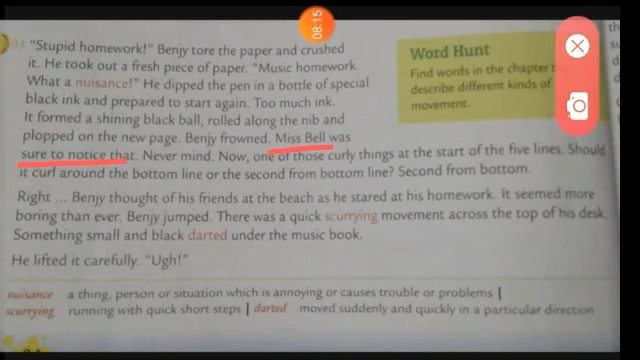 08:15
"Stupid homework!" Benjy tore the paper and crushed
it. He took out a fresh piece of paper. "Music homework.
What a nuisance!" He dipped the pen in a bottle of special
black ink and prepared to start again. Too much ink.
It formed a shining black ball, rolled along the nib and
plopped on the new page. Benjy frowned. Miss Bell was
sure to notice that. Never mind. Now, one of those curly things at the start of the five lines. Should
it curl around the bottom line or the second from bottom line? Second from bottom.
Right ... Benjy thought of his friends at the beach as he stared at his homework. It seemed more
boring than ever. Benjy jumped. There was a quick scurrying movement across the top of his desk.
Something small and black darted under the music book.
He lifted it carefully. "Ugh!"
Word Hunt
Find words in the chapter
describe different kinds of
movement.
nuisance a thing, person or situation which is annoying or causes trouble or problems |
scurrying running with quick short steps | darted moved suddenly and quickly in a particular direction